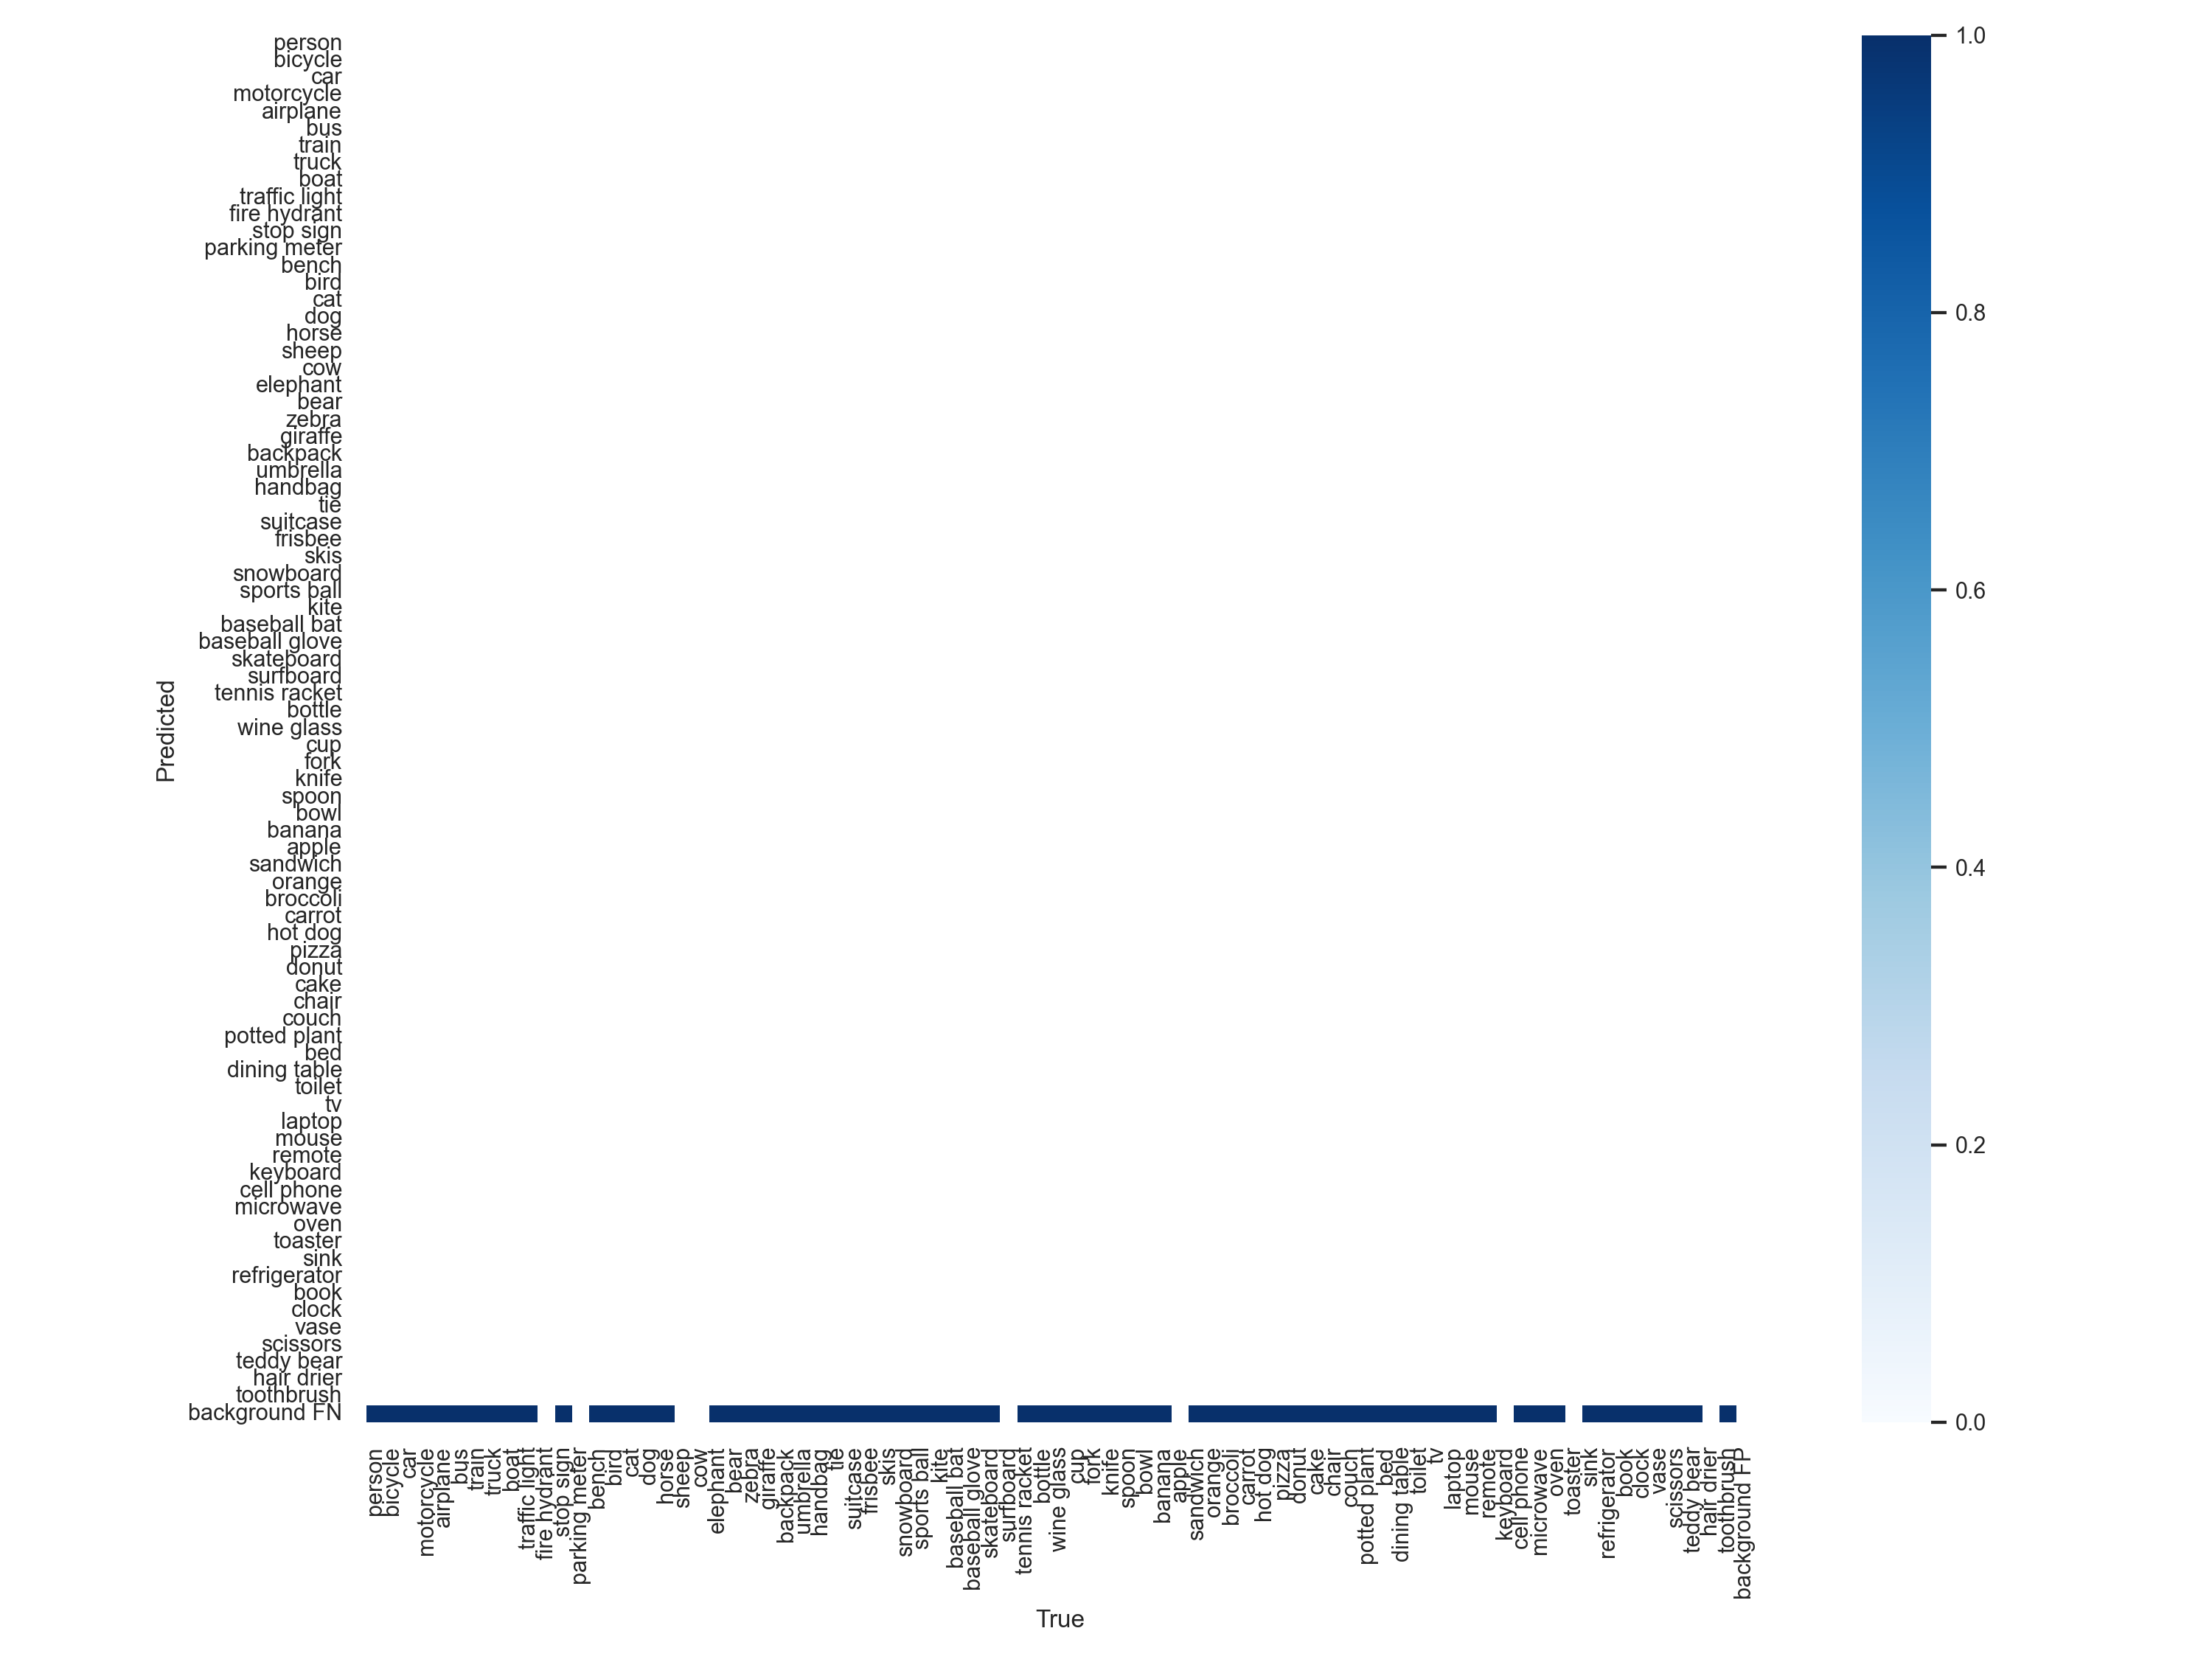 person
bicycle
car
motorcycle
airplane
bus
train
truck
boat
traffic light
fire hydrant
stop sign
parking meter
bench
bird
cat
dog
horse
sheep
cow
elephant
bear
zebra
giraffe
backpack
umbrella
handbag
tie
suitcase
frisbee
skis
snowboard
sports ball
kite
baseball bat
baseball glove
skateboard
surfboard
tennis racket
bottle
wine glass
cup
fork
knife
spoon
bowl
banana
apple
sandwich
orange
broccoli
carrot
hot dog
pizza
donut
cake
chair
couch
potted plant
bed
dining table
toilet
tv
laptop
mouse
remote
keyboard
cell phone
microwave
oven
toaster
sink
refrigerator
book
clock
vase
scissors
teddy bear
hair drier
toothbrush
background FN
Predicted
person
bicycle
car
motorcycle
airplane
bus
train
truck
boat
traffic light
fire hydrant
stop sign
parking meter
bench
bird
cat
dog
horse
sheep
cow
elephant
bear
zebra
giraffe
backpack
umbrella
handbag
tie
suitcase
frisbee
skis
snowboard
sports ball
kite
baseball bat
baseball glove
skateboard
surfboard
tennis racket
bottle
wine glass
cup
fork
knife
spoon
bowl
banana
apple
sandwich
orange
broccoli
carrot
hot dog
pizza
donut
cake
chair
couch
potted plant
bed
dining table
toilet
tv
laptop
mouse
remote
keyboard
cell phone
microwave
oven
toaster
sink
refrigerator
book
clock
vase
scissors
teddy bear
hair drier
toothbrush
background FP
True
1.0
0.8
0.6
0.4
0.2
0.0